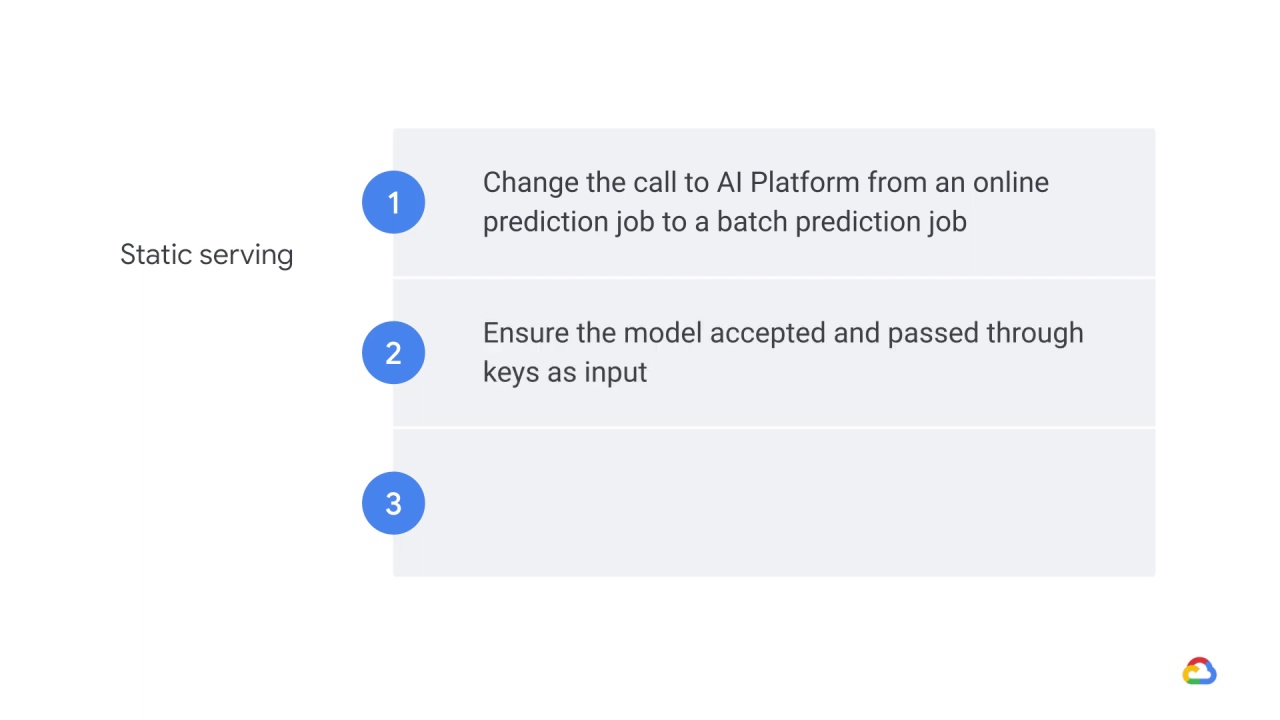 Static serving
1
Change the call to AI Platform from an online
prediction job to a batch prediction job
2
Ensure the model accepted and passed through
keys as input
3